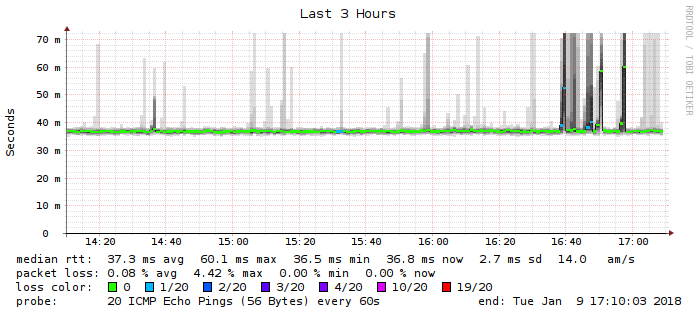 Last 3 Hours
RRDTOOL / TOBI OETIKER
Seconds
70 m
60 m
50 m
40 m
30 m
20 m
10 m
0
14:20 14:40 15:00 15:20 15:40 16:00 16:20 16:40 17:00
median rtt: 37.3 ms avg 60.1 ms max 36.5 ms min 36.8 ms now 2.7 ms sd 14.0 am/s
packet loss: 0.08 % avg 4.42 % max 0.00 % min 0.00 % now
loss color: 0 1/20 2/20 3/20 4/20 10/20 19/20
probe: 20 ICMP Echo Pings (56 Bytes) every 60s end: Tue Jan 9 17:10:03 2018